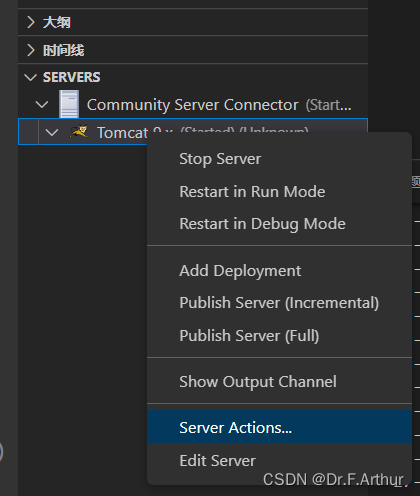 大纲
时间线
SERVERS
Community Server Connector (Start...
Tomcat 9.x (Started) (Unknown)
Stop Server
Restart in Run Mode
Restart in Debug Mode
Add Deployment
Publish Server (Incremental)
Publish Server (Full)
Show Output Channel
Server Actions...
Edit Server
CSDN @Dr.F.Arthur